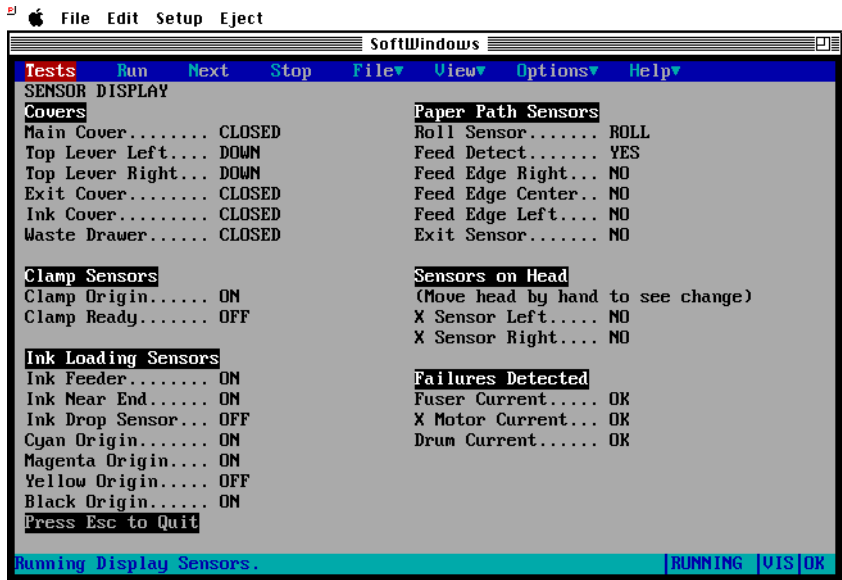 File Edit Setup Eject
SoftWindows
Tests Run Next Stop File▼ View▼ Options▼ Help▼
SENSOR DISPLAY
Covers
Main Cover........ CLOSED
Top Lever Left.... DOWN
Top Lever Right... DOWN
Exit Cover........ CLOSED
Ink Cover......... CLOSED
Waste Drawer...... CLOSED
Clamp Sensors
Clamp Origin...... ON
Clamp Ready....... OFF
Ink Loading Sensors
Ink Feeder........ ON
Ink Near End...... ON
Ink Drop Sensor... OFF
Cyan Origin....... ON
Magenta Origin.... ON
Yellow Origin..... OFF
Black Origin...... ON
Press Esc to Quit
Paper Path Sensors
Roll Sensor....... ROLL
Feed Detect....... YES
Feed Edge Right... NO
Feed Edge Center.. NO
Feed Edge Left.... NO
Exit Sensor....... NO
Sensors on Head
(Move head by hand to see change)
X Sensor Left..... NO
X Sensor Right.... NO
Failures Detected
Fuser Current..... OK
X Motor Current... OK
Drum Current...... OK
Running Display Sensors. RUNNING VIS OK